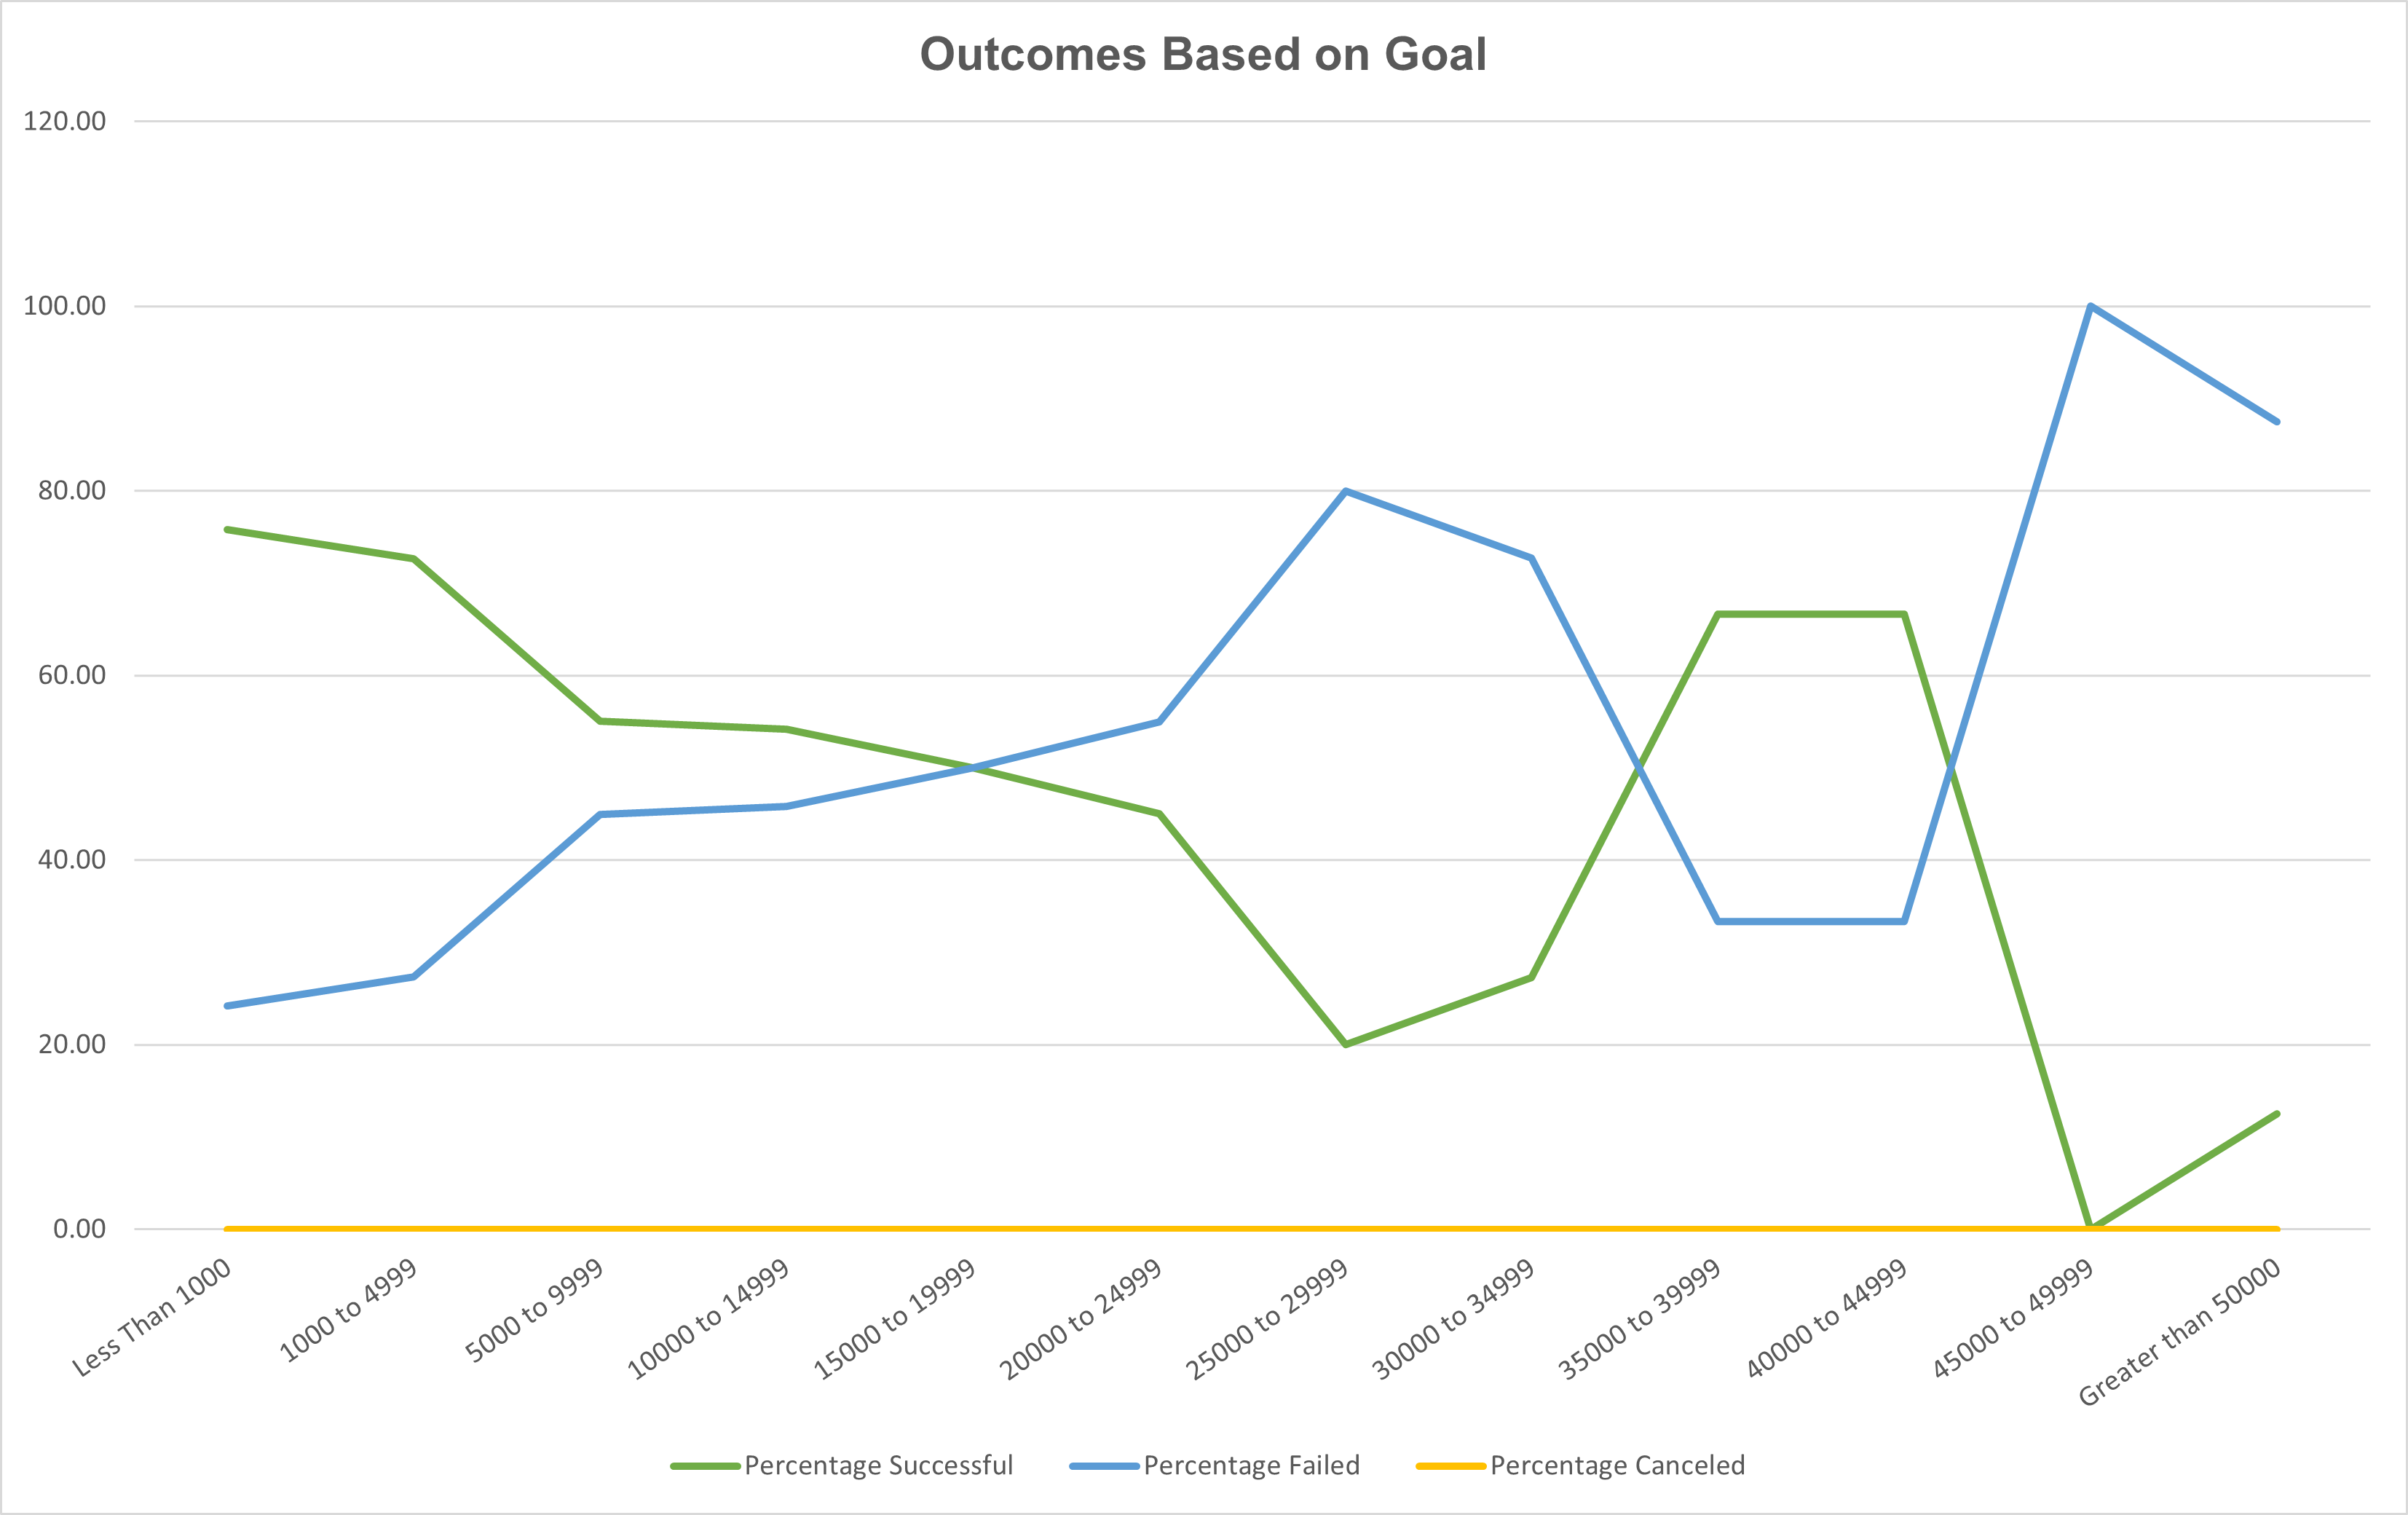 Outcomes Based on Goal
120.00
100.00
80.00
60.00
40.00
20.00
0.00
Less Than 1000
1000 to 4999
5000 to 9999
10000 to 14999
15000 to 19999
20000 to 24999
25000 to 29999
30000 to 34999
35000 to 39999
40000 to 44999
45000 to 49999
Greater than 50000
Percentage Successful
Percentage Failed
Percentage Canceled